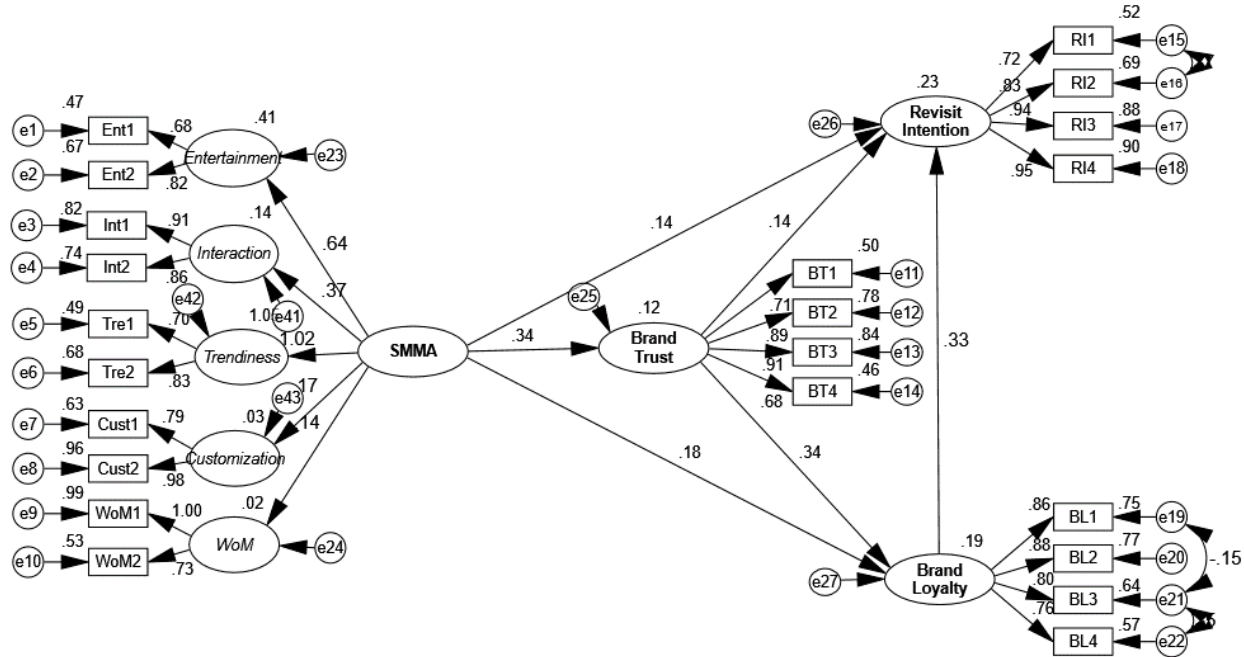 .52
RI1
e15
.72
.69
RI2
e16
.83
.23
Revisit
Intention
e26
.94
.88
RI3
e17
.90
RI4
e18
.95
.47
e1
Ent1
.68
.41
Entertainment
e23
.67
e2
Ent2
.82
.82
e3
Int1
.91
.14
Interaction
.74
e4
Int2
.86
.64
.37
e42
e41
1.02
.49
e5
Tre1
.70
Trendiness
.68
e6
Tre2
.83
SMMA
.14
.14
.34
.18
e25
.12
Brand
Trust
.50
BT1
e11
.71
.78
BT2
e12
.89
.84
BT3
e13
.91
.46
BT4
e14
.68
.33
.34
.63
e7
Cust1
.79
.03
e43
.17
.14
Customization
.96
e8
Cust2
.98
.99
e9
WoM1
1.00
.02
WoM
e24
.53
e10
WoM2
.73
.19
Brand
Loyalty
e27
.86
BL1
.75
e19
.88
BL2
.77
e20
-.15
.80
BL3
.64
e21
.76
BL4
.57
e22